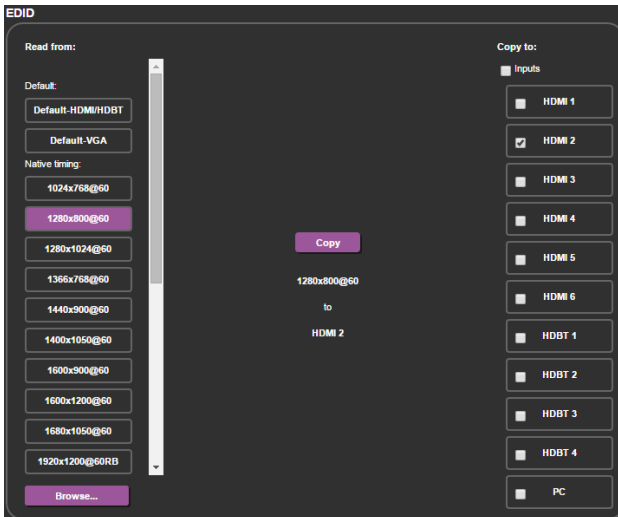 EDID
Read from:
Default:
Default-HDMI/HDBT
Default-VGA
Native timing:
1024x768@60
1280x800@60
1280x1024@60
1366x768@60
1440x900@60
1400x1050@60
1600x900@60
1600x1200@60
1680x1050@60
1920x1200@60RB
Browse...
Copy
1280x800@60
to
HDMI 2
Copy to:
Inputs
HDMI 1
HDMI 2
HDMI 3
HDMI 4
HDMI 5
HDMI 6
HDBT 1
HDBT 2
HDBT 3
HDBT 4
PC